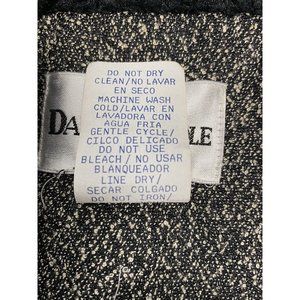 DO NOT DRY
CLEAN/NO LAVAR
EN SECO
MACHINE WASH
COLD/LAVAR EN
LAVADORA CON
AGUA FRIA
GENTLE CYCLE/
CILCO DELICADO
DO NOT USE
BLEACH/NO USAR
BLANQUEADOR
LINE DRY/
SECAR COLGADO
DO NOT IRON/